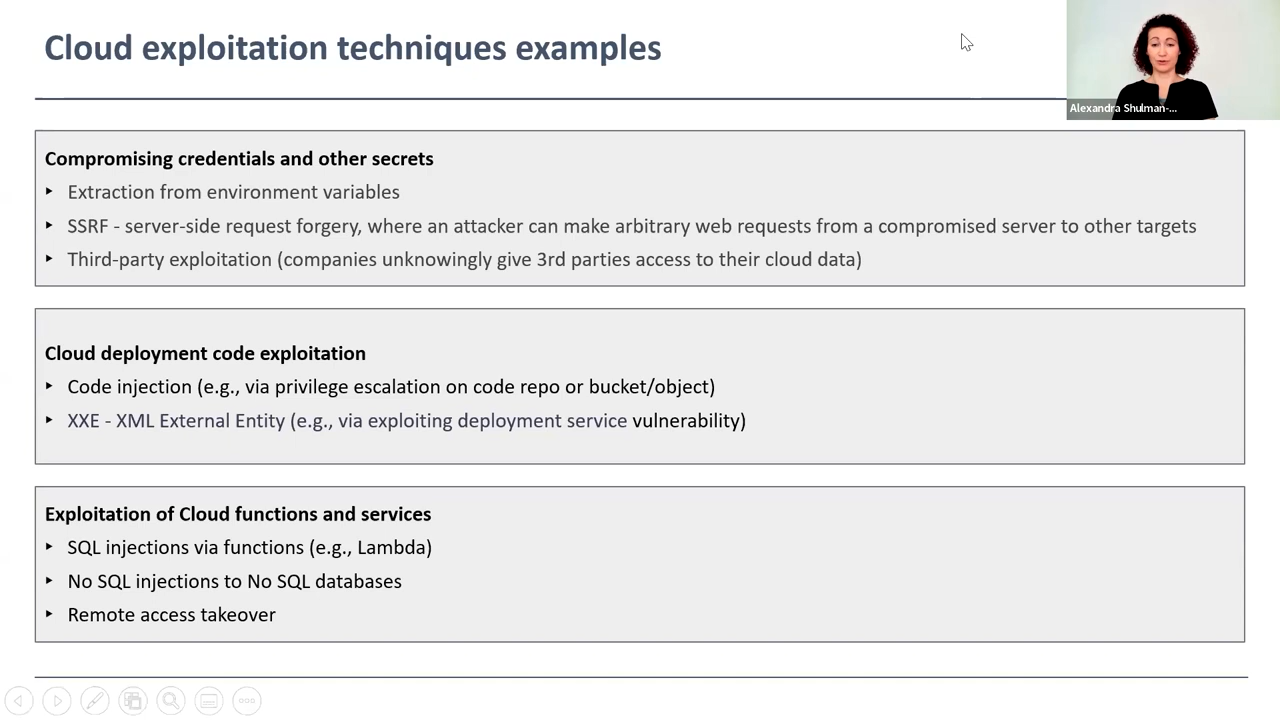 Cloud exploitation techniques examples
Alexandra Shulman-...
Compromising credentials and other secrets
‣ Extraction from environment variables
‣ SSRF - server-side request forgery, where an attacker can make arbitrary web requests from a compromised server to other targets
‣ Third-party exploitation (companies unknowingly give 3rd parties access to their cloud data)
Cloud deployment code exploitation
‣ Code injection (e.g., via privilege escalation on code repo or bucket/object)
‣ XXE - XML External Entity (e.g., via exploiting deployment service vulnerability)
Exploitation of Cloud functions and services
‣ SQL injections via functions (e.g., Lambda)
‣ No SQL injections to No SQL databases
‣ Remote access takeover